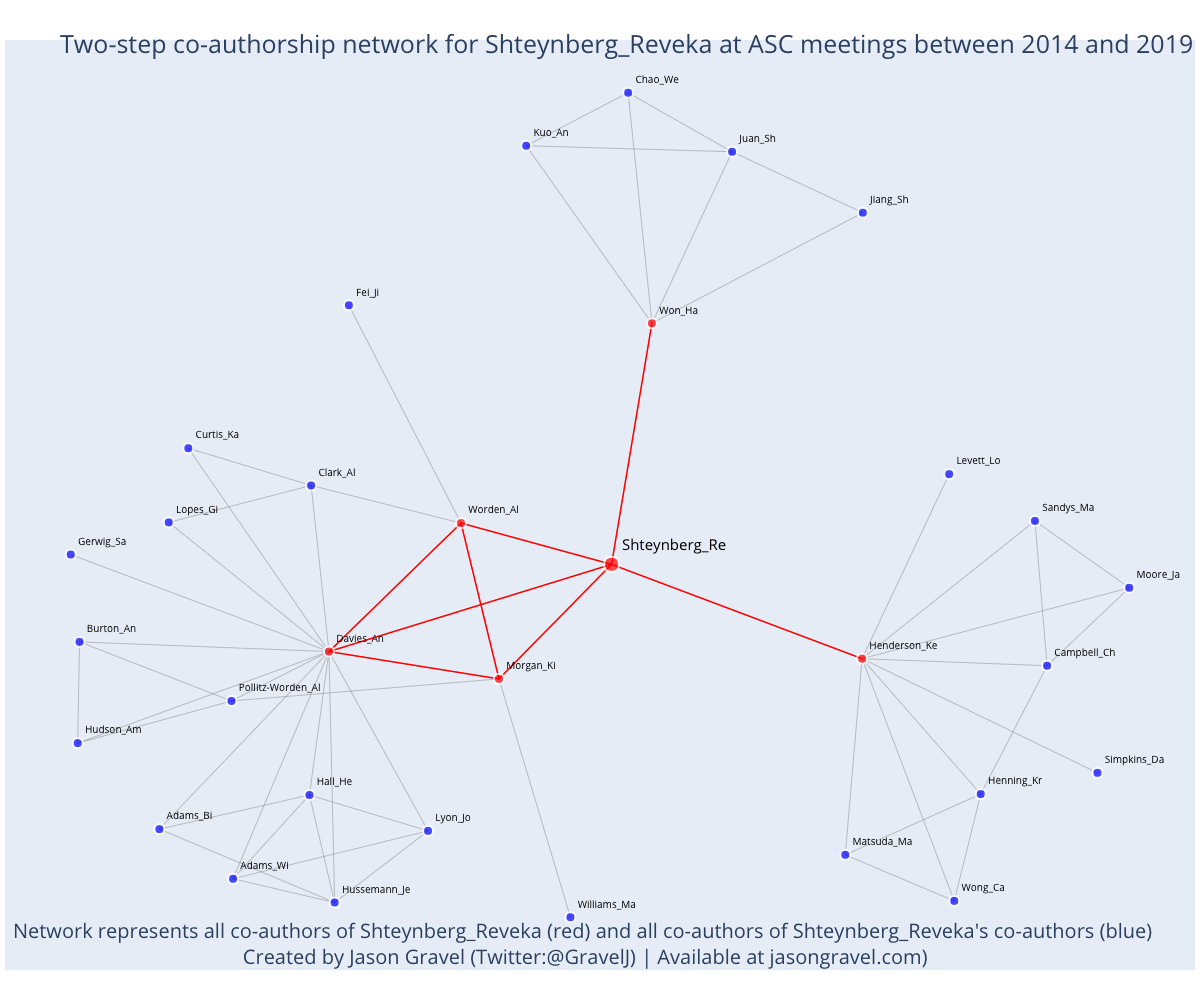 Two-step co-authorship network for Shteynberg_Reveka at ASC meetings between 2014 and 2019
Chao_We
Kuo_An
Juan_Sh
Jiang_Sh
Fei_Ji
Won_Ha
Curtis_Ka
Clark_Al
Levett_Lo
Lopes_Gi
Worden_Al
Sandys_Ma
Gerwig_Sa
Shteynberg_Re
Moore_Ja
Burton_An
Davies_An
Henderson_Ke
Campbell_Ch
Morgan_Ki
Pollitz-Worden_Al
Hudson_Am
Simpkins_Da
Hall_He
Henning_Kr
Adams_Bi
Lyon_Jo
Matsuda_Ma
Adams_Wi
Hussemann_Je
Wong_Ca
Williams_Ma
Network represents all co-authors of Shteynberg_Reveka (red) and all co-authors of Shteynberg_Reveka's co-authors (blue)
Created by Jason Gravel (Twitter:@GravelJ) | Available at jasongravel.com)